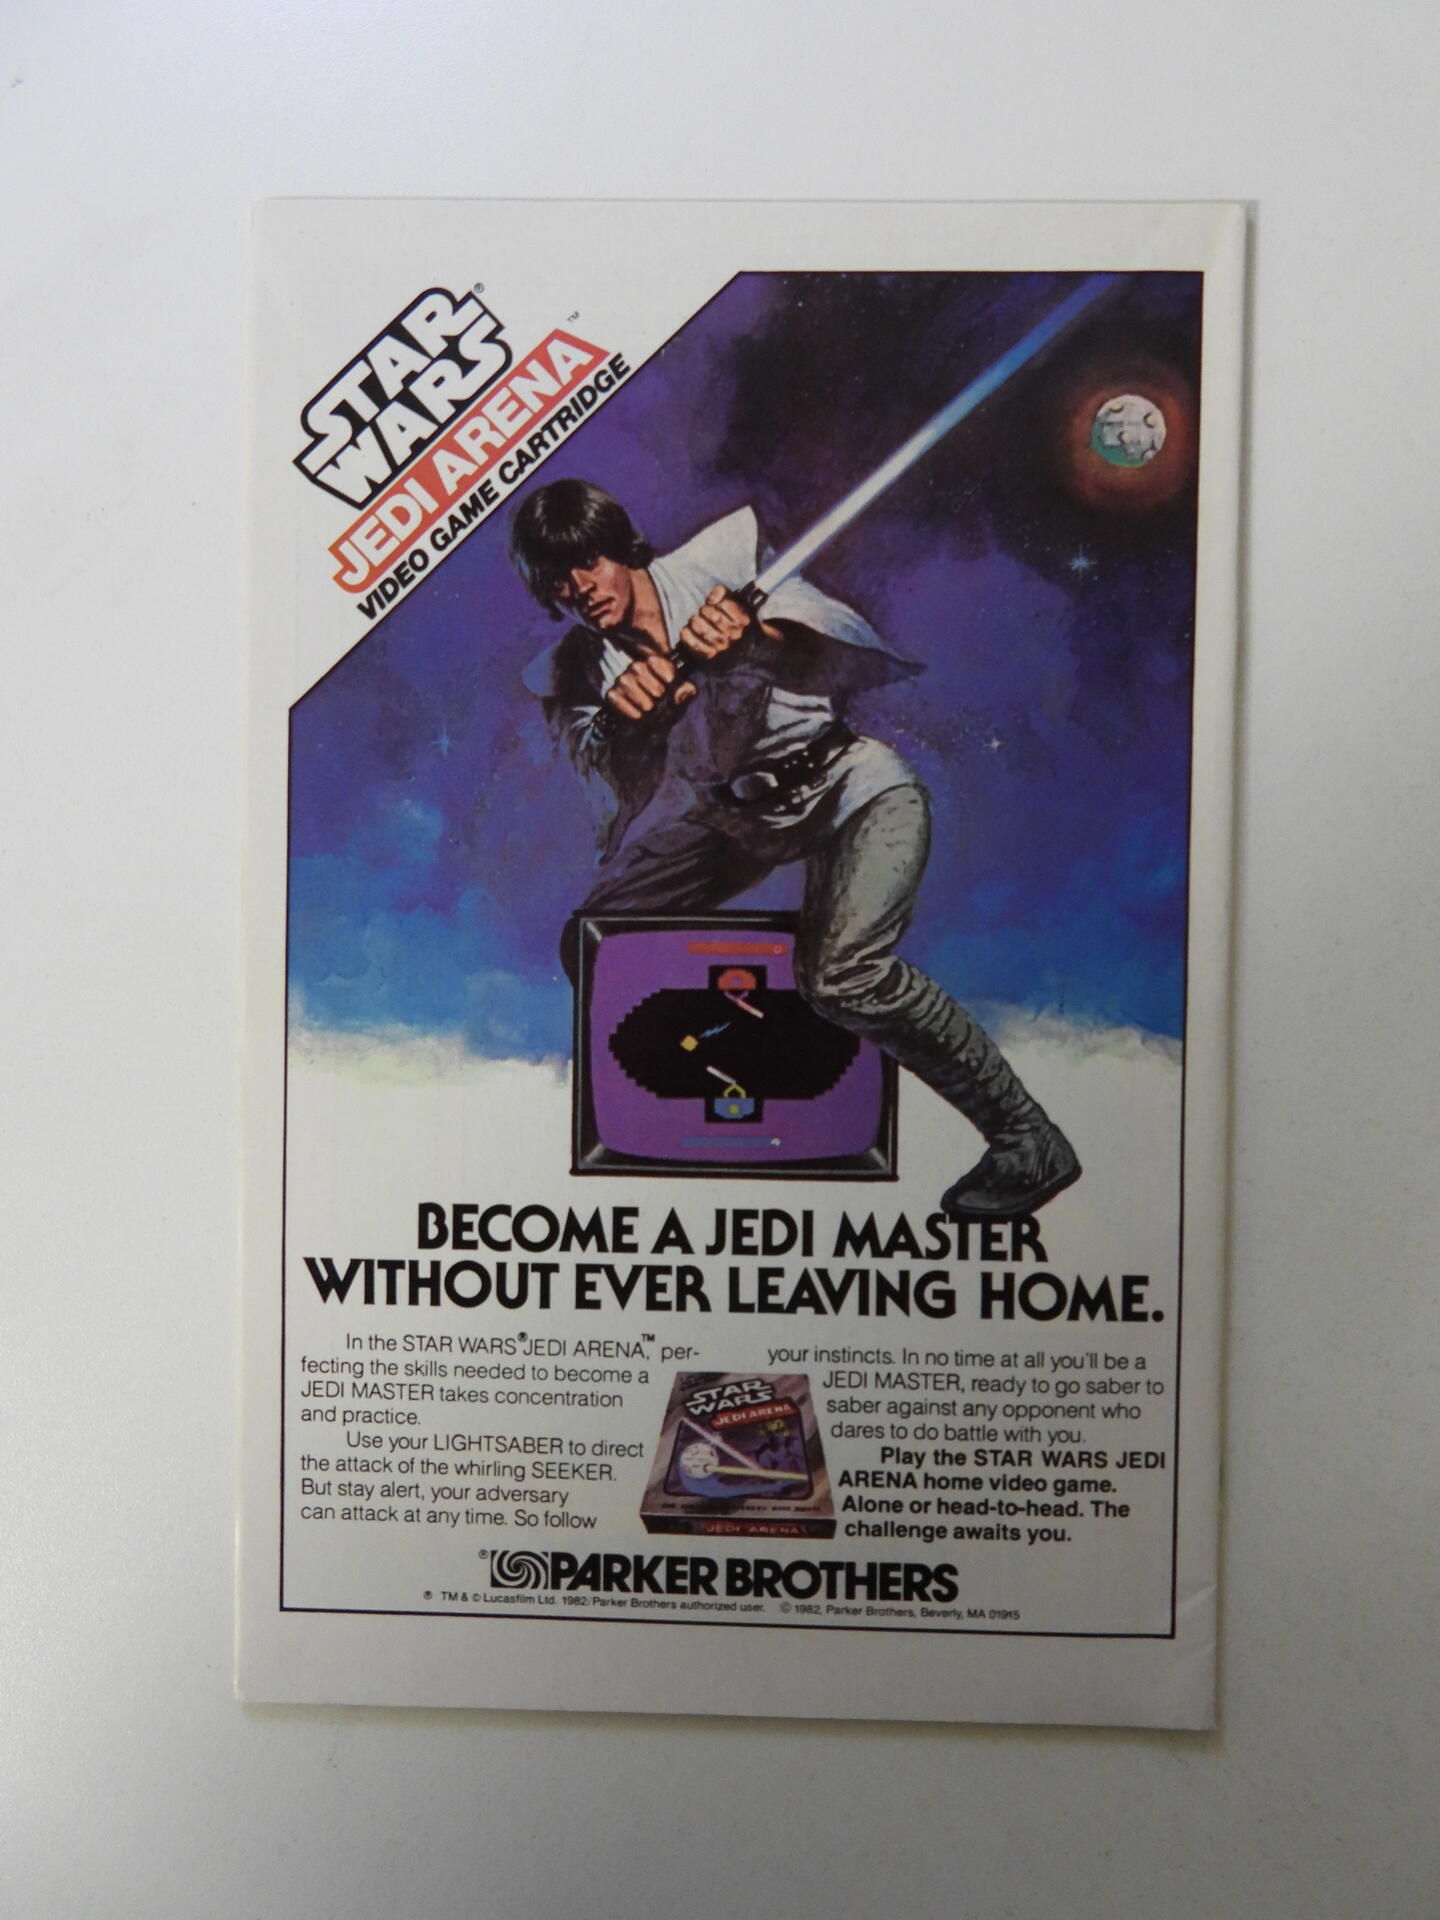 STAR WARS®
JEDI ARENA™
VIDEO GAME CARTRIDGE
0
4
BECOME A JEDI MASTER
WITHOUT EVER LEAVING HOME.
In the STAR WARS® JEDI ARENA,™ per-
fecting the skills needed to become a
JEDI MASTER takes concentration
and practice.
Use your LIGHTSABER to direct
the attack of the whirling SEEKER.
But stay alert, your adversary
can attack at any time. So follow
your instincts. In no time at all you'll be a
JEDI MASTER, ready to go saber to
saber against any opponent who
dares to do battle with you.
Play the STAR WARS JEDI
ARENA home video game.
Alone or head-to-head. The
challenge awaits you.
STAR
WARS
JEDI ARENA
JEDI ARENA
® PARKER BROTHERS
® TM & © Lucasfilm Ltd. 1982/Parker Brothers authorized user. © 1982, Parker Brothers, Beverly, MA 01915